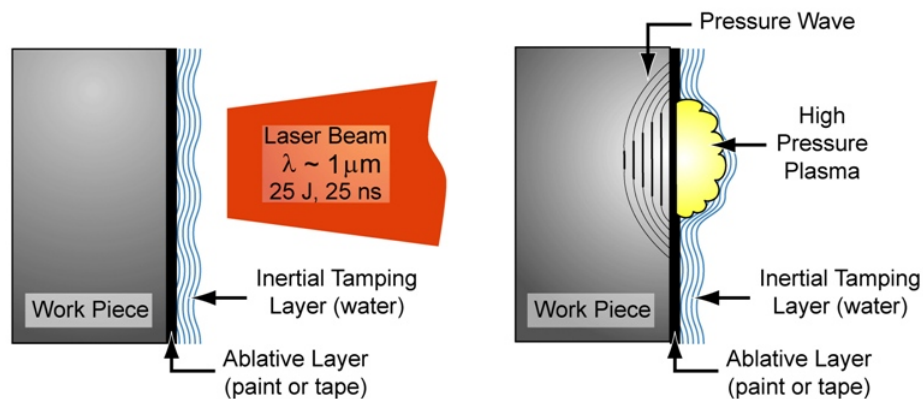 Laser Beam
λ ~ 1μm
25 J, 25 ns
Inertial Tamping
Layer (water)
Work Piece
Ablative Layer
(paint or tape)
Pressure Wave
High
Pressure
Plasma
Inertial Tamping
Layer (water)
Work Piece
Ablative Layer
(paint or tape)